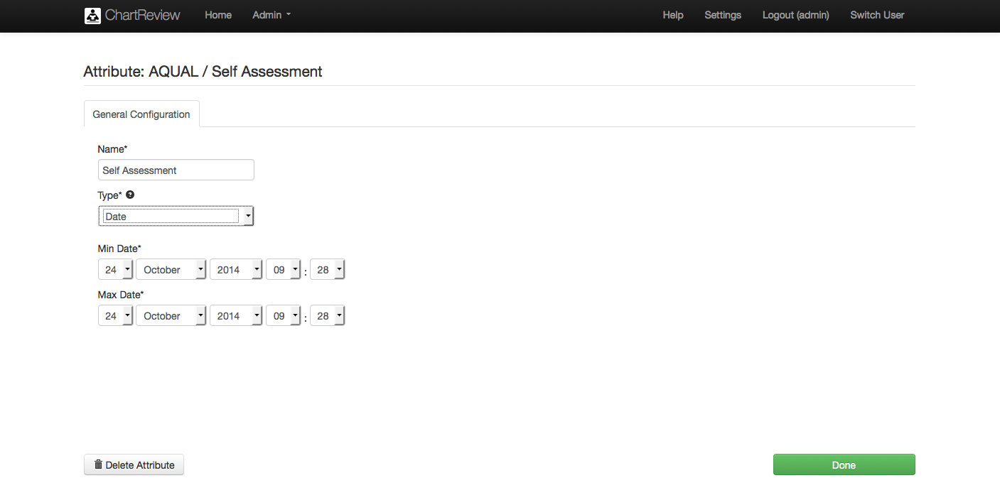 ChartReview Home Admin Help Settings Logout (admin) Switch User
Attribute: AQUAL / Self Assessment
General Configuration
Name*
Self Assessment
Type* ?
Date
Min Date*
24 October 2014 09 : 28
Max Date*
24 October 2014 09 : 28
Delete Attribute Done